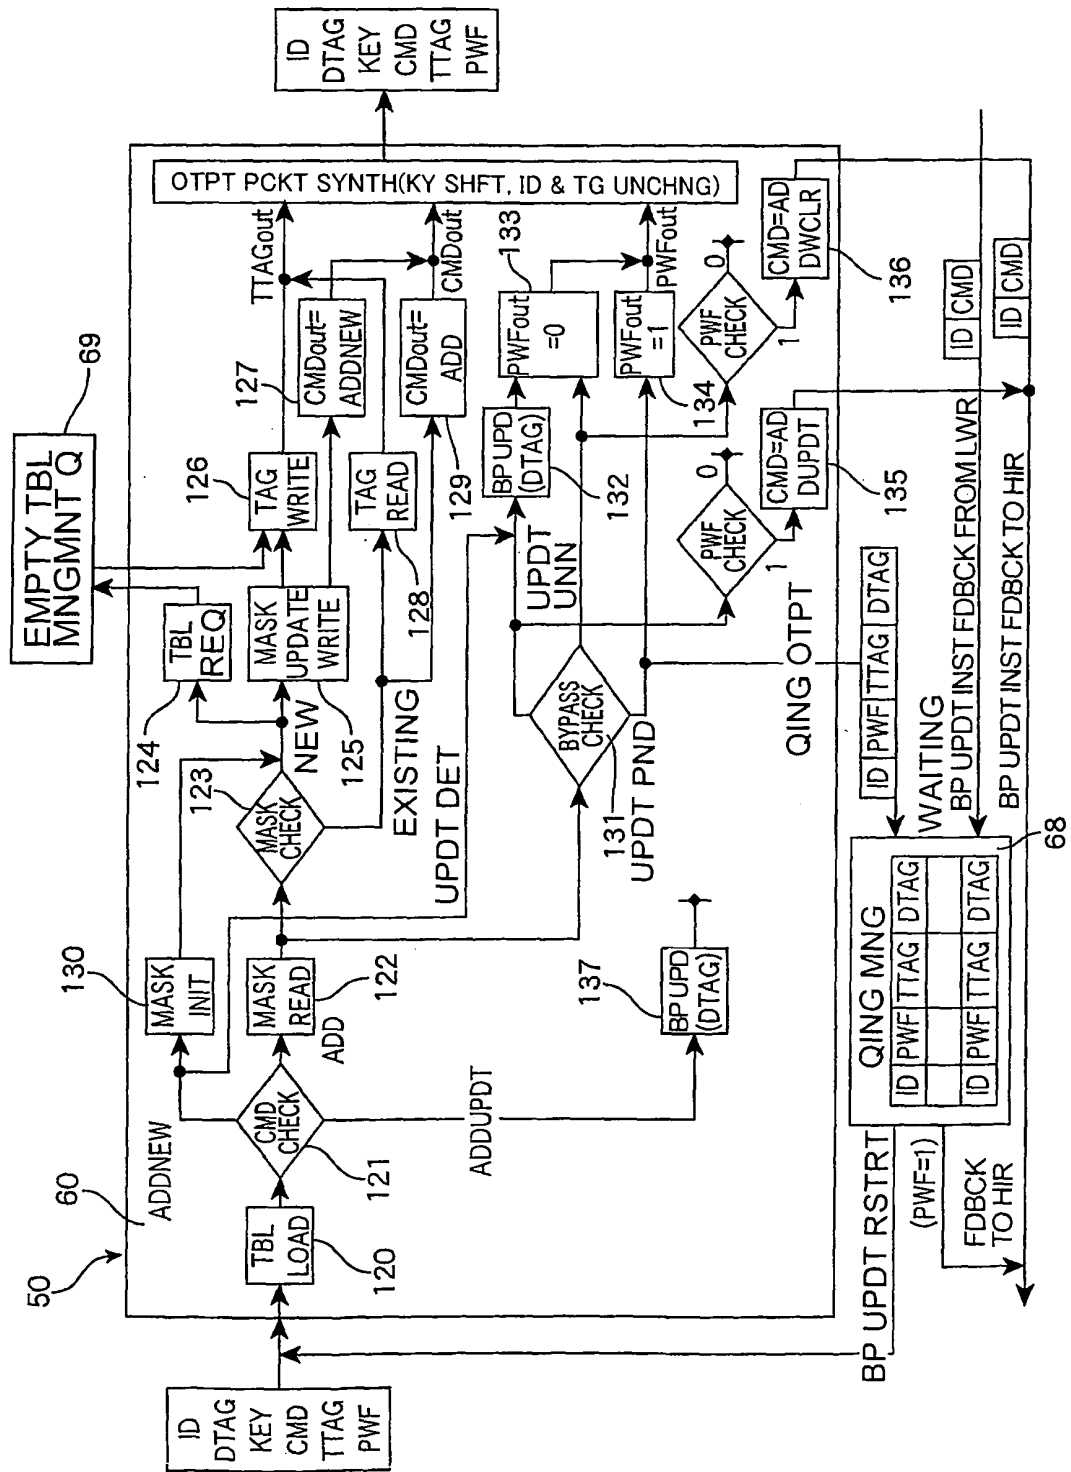 50
60
ID
DTAG
KEY
CMD
TTAG
PWF
TBL
LOAD
120
CMD
CHECK
121
ADDNEW
ADD
ADDUPDT
MASK
INIT
130
MASK
READ
122
BP UPD
(DTAG)
137
MASK
CHECK
123
NEW
EXISTING
UPDT DET
TBL
REQ
124
MASK
UPDATE
WRITE
125
EMPTY TBL
MNGMNT Q
69
TAG
WRITE
126
TAG
READ
128
CMDout=
ADDNEW
127
CMDout=
ADD
129
TTAGout
CMDout
BYPASS
CHECK
131
UPDT PND
UPDT
UNN
BP UPD
(DTAG)
132
PWFout
=0
133
PWFout
=1
134
PWFout
PWF
CHECK
0
1
CMD=AD
DUPDT
135
PWF
CHECK
0
1
CMD=AD
DWCLR
136
OTPT PCKT SYNTH(KY SHFT, ID & TG UNCHNG)
ID
DTAG
KEY
CMD
TTAG
PWF
QING OTPT
ID PWF TTAG DTAG
WAITING
BP UPDT INST FDBCK FROM LWR
ID CMD
BP UPDT INST FDBCK TO HIR
ID CMD
QING MNG
ID PWF TTAG DTAG
ID PWF TTAG DTAG
68
BP UPDT RSTRT
(PWF=1)
FDBCK
TO HIR